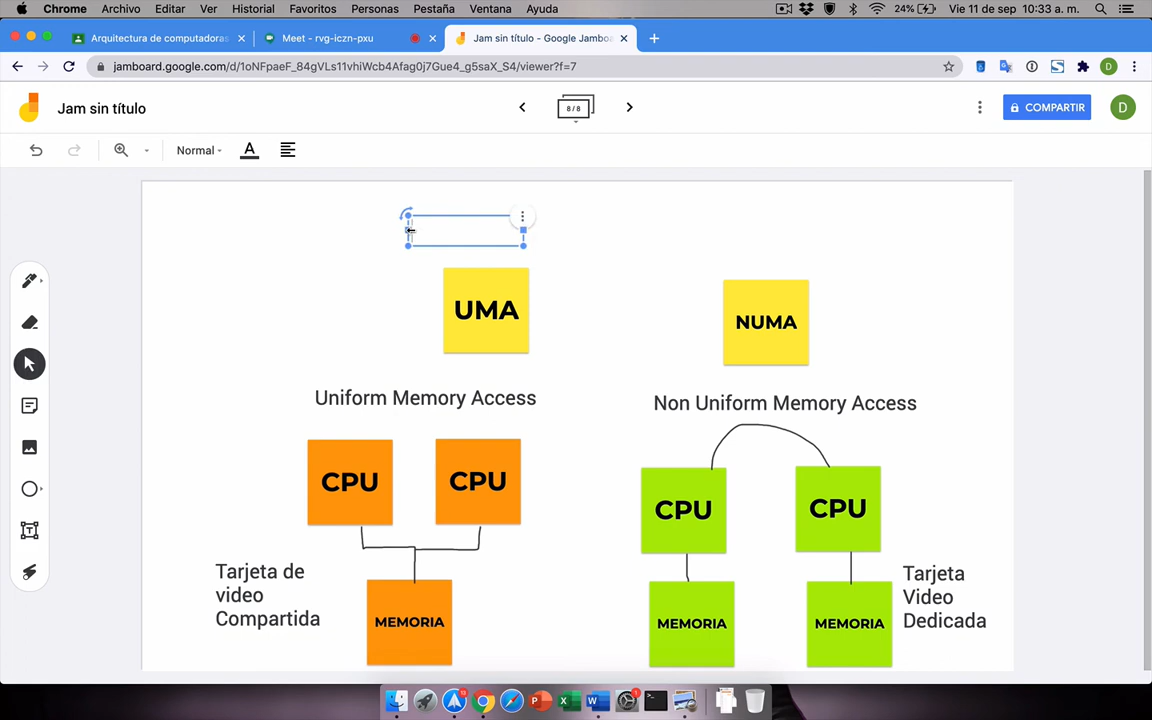 Chrome Archivo Editar Ver Historial Favoritos Personas Pestaña Ventana Ayuda 24% Vie 11 de sep 10:33 a. m.
Arquitectura de computadoras Meet - rvg-iczn-pxu Jam sin título - Google Jambo
jamboard.google.com/d/1oNFpaeF_84gVLs11vhiWcb4Afag0j7Gue4_g5saX_S4/viewer?f=7 D
Jam sin título 8/8 COMPARTIR D
Normal A
UMA
NUMA
Uniform Memory Access
Non Uniform Memory Access
CPU CPU
CPU CPU
Tarjeta de
video
Compartida
MEMORIA
MEMORIA
MEMORIA
Tarjeta
Video
Dedicada